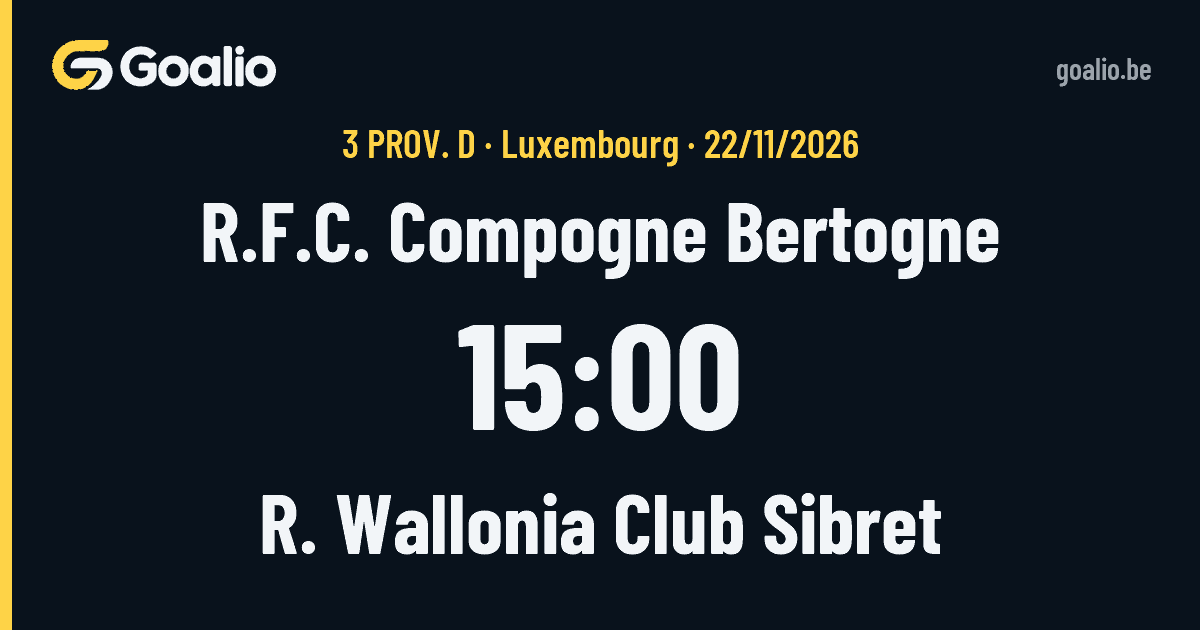 Goalio
goalio.be
3 PROV. D · Luxembourg · 22/11/2026
R.F.C. Compogne Bertogne
15:00
R. Wallonia Club Sibret